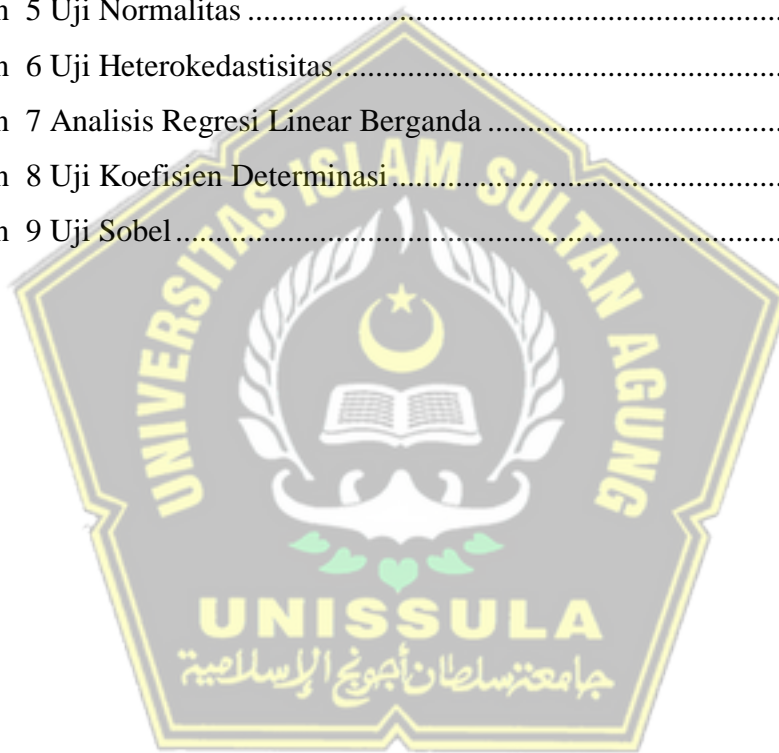 n 5 Uji Normalitas ........................................................................
n 6 Uji Heterokedastisitas ............................................................
n 7 Analisis Regresi Linear Berganda ..........................................
n 8 Uji Koefisien Determinasi ......................................................
n 9 Uji Sobel ..................................................................................
UNIVERSITAS ISLAM SULTAN AGUNG
UNISSULA
جامعة سلطان أجونج الإسلامية